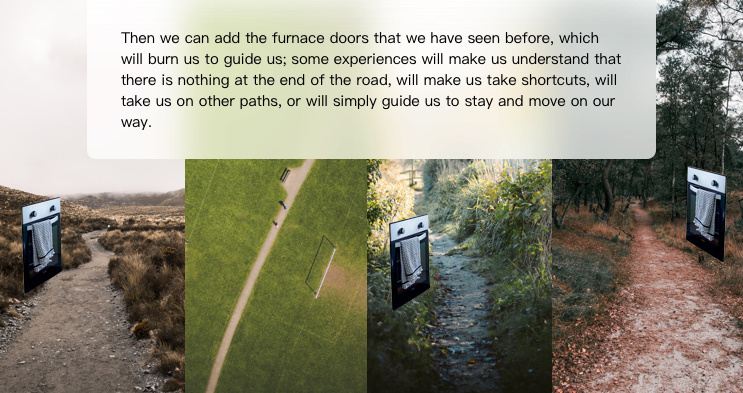 Then we can add the furnace doors that we have seen before, which
will burn us to guide us; some experiences will make us understand that
there is nothing at the end of the road, will make us take shortcuts, will
take us on other paths, or will simply guide us to stay and move on our
way.